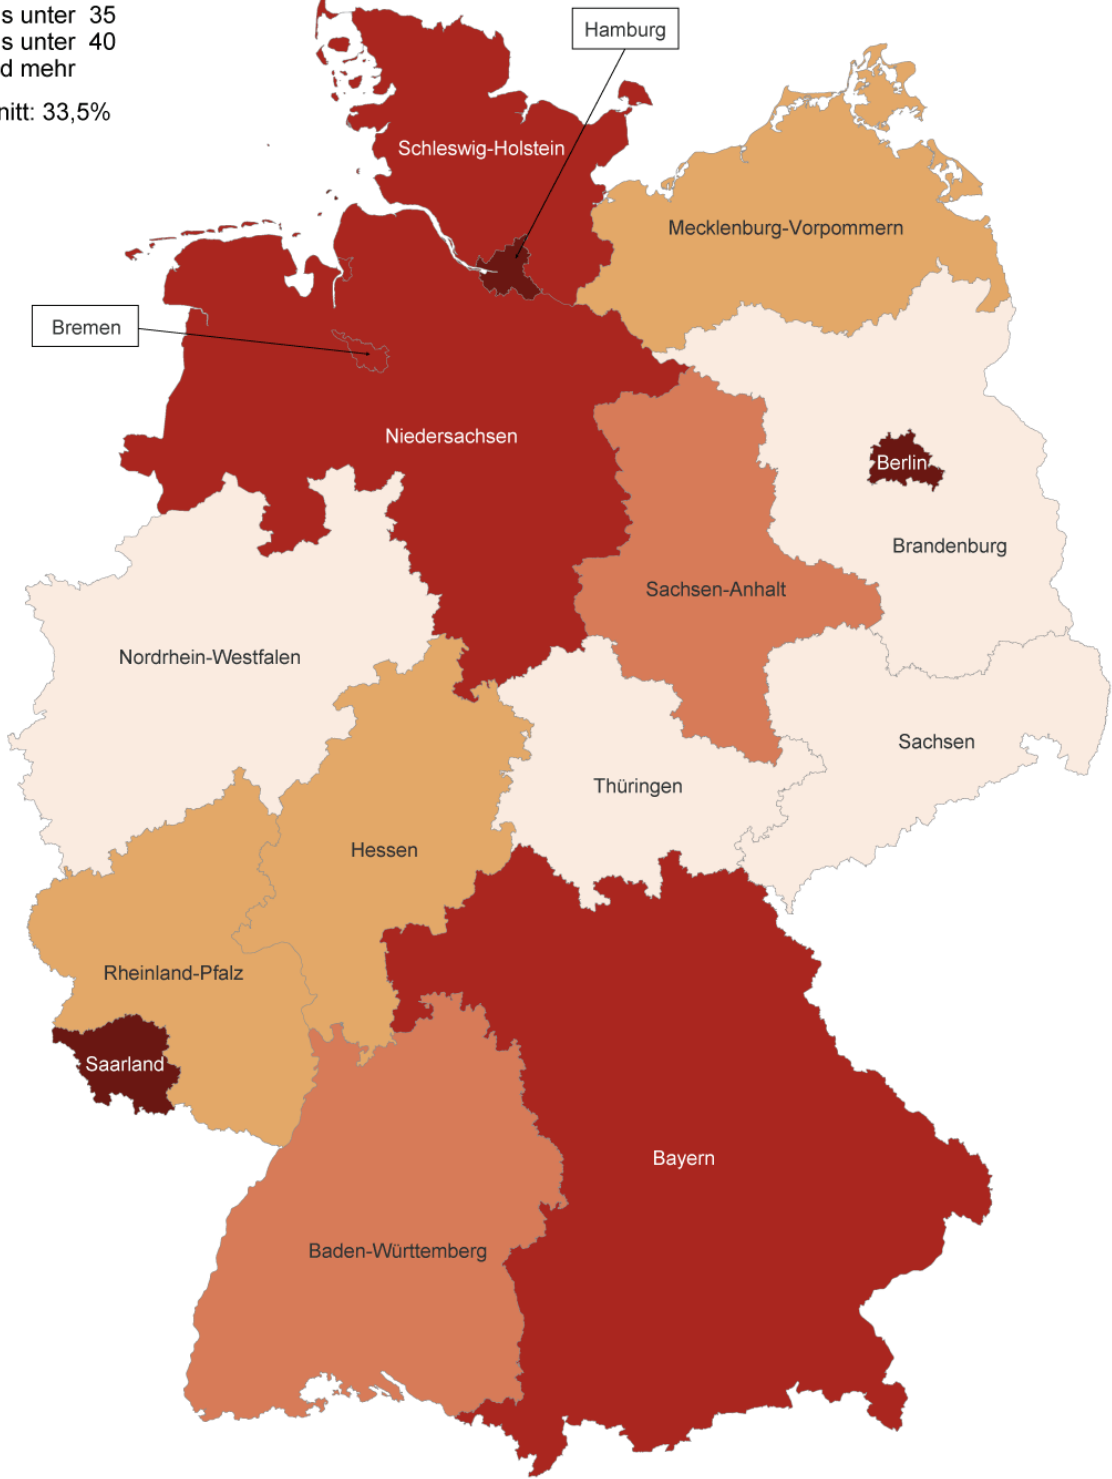 s unter 35
s unter 40
d mehr
nitt: 33,5%
Hamburg
Schleswig-Holstein
Mecklenburg-Vorpommern
Bremen
Niedersachsen
Berlin
Brandenburg
Sachsen-Anhalt
Nordrhein-Westfalen
Sachsen
Thüringen
Hessen
Rheinland-Pfalz
Saarland
Bayern
Baden-Württemberg